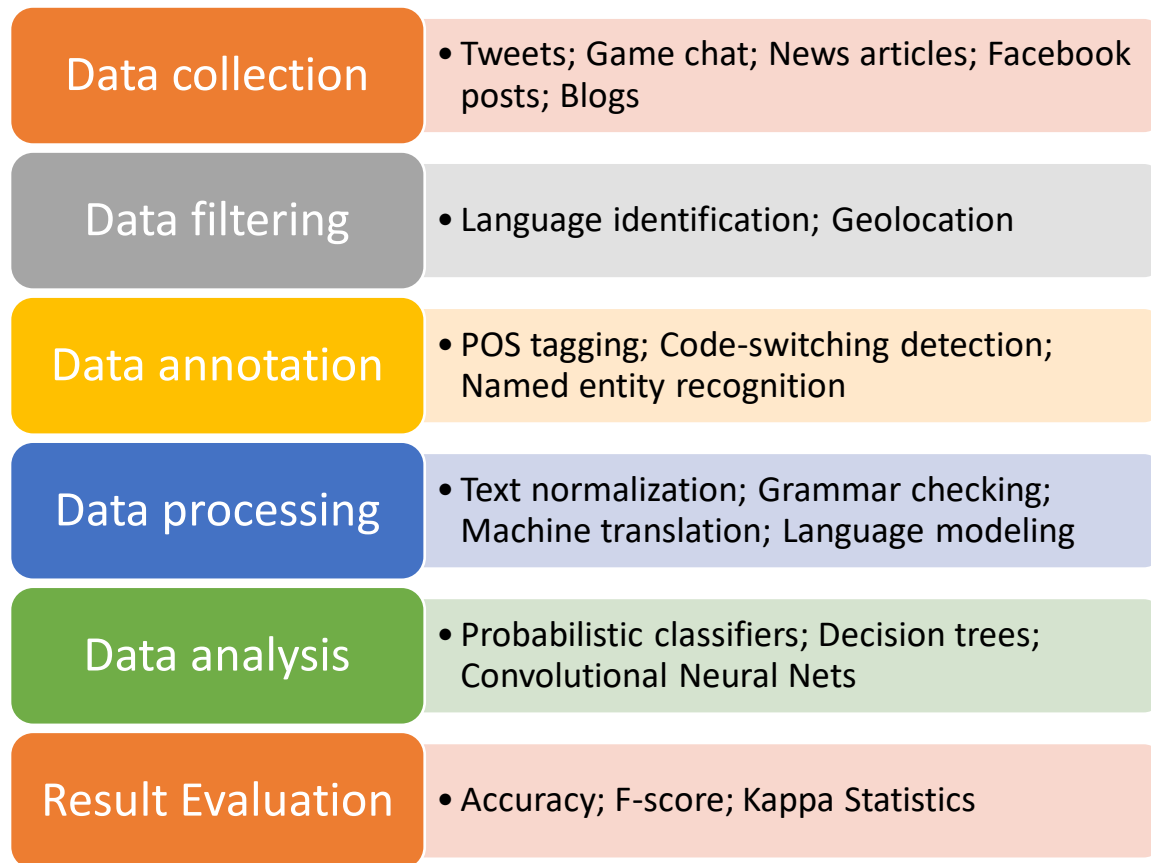 Data collection
• Tweets; Game chat; News articles; Facebook
posts; Blogs
Data filtering
• Language identification; Geolocation
Data annotation
• POS tagging; Code-switching detection;
Named entity recognition
Data processing
• Text normalization; Grammar checking;
Machine translation; Language modeling
Data analysis
• Probabilistic classifiers; Decision trees;
Convolutional Neural Nets
Result Evaluation
• Accuracy; F-score; Kappa Statistics